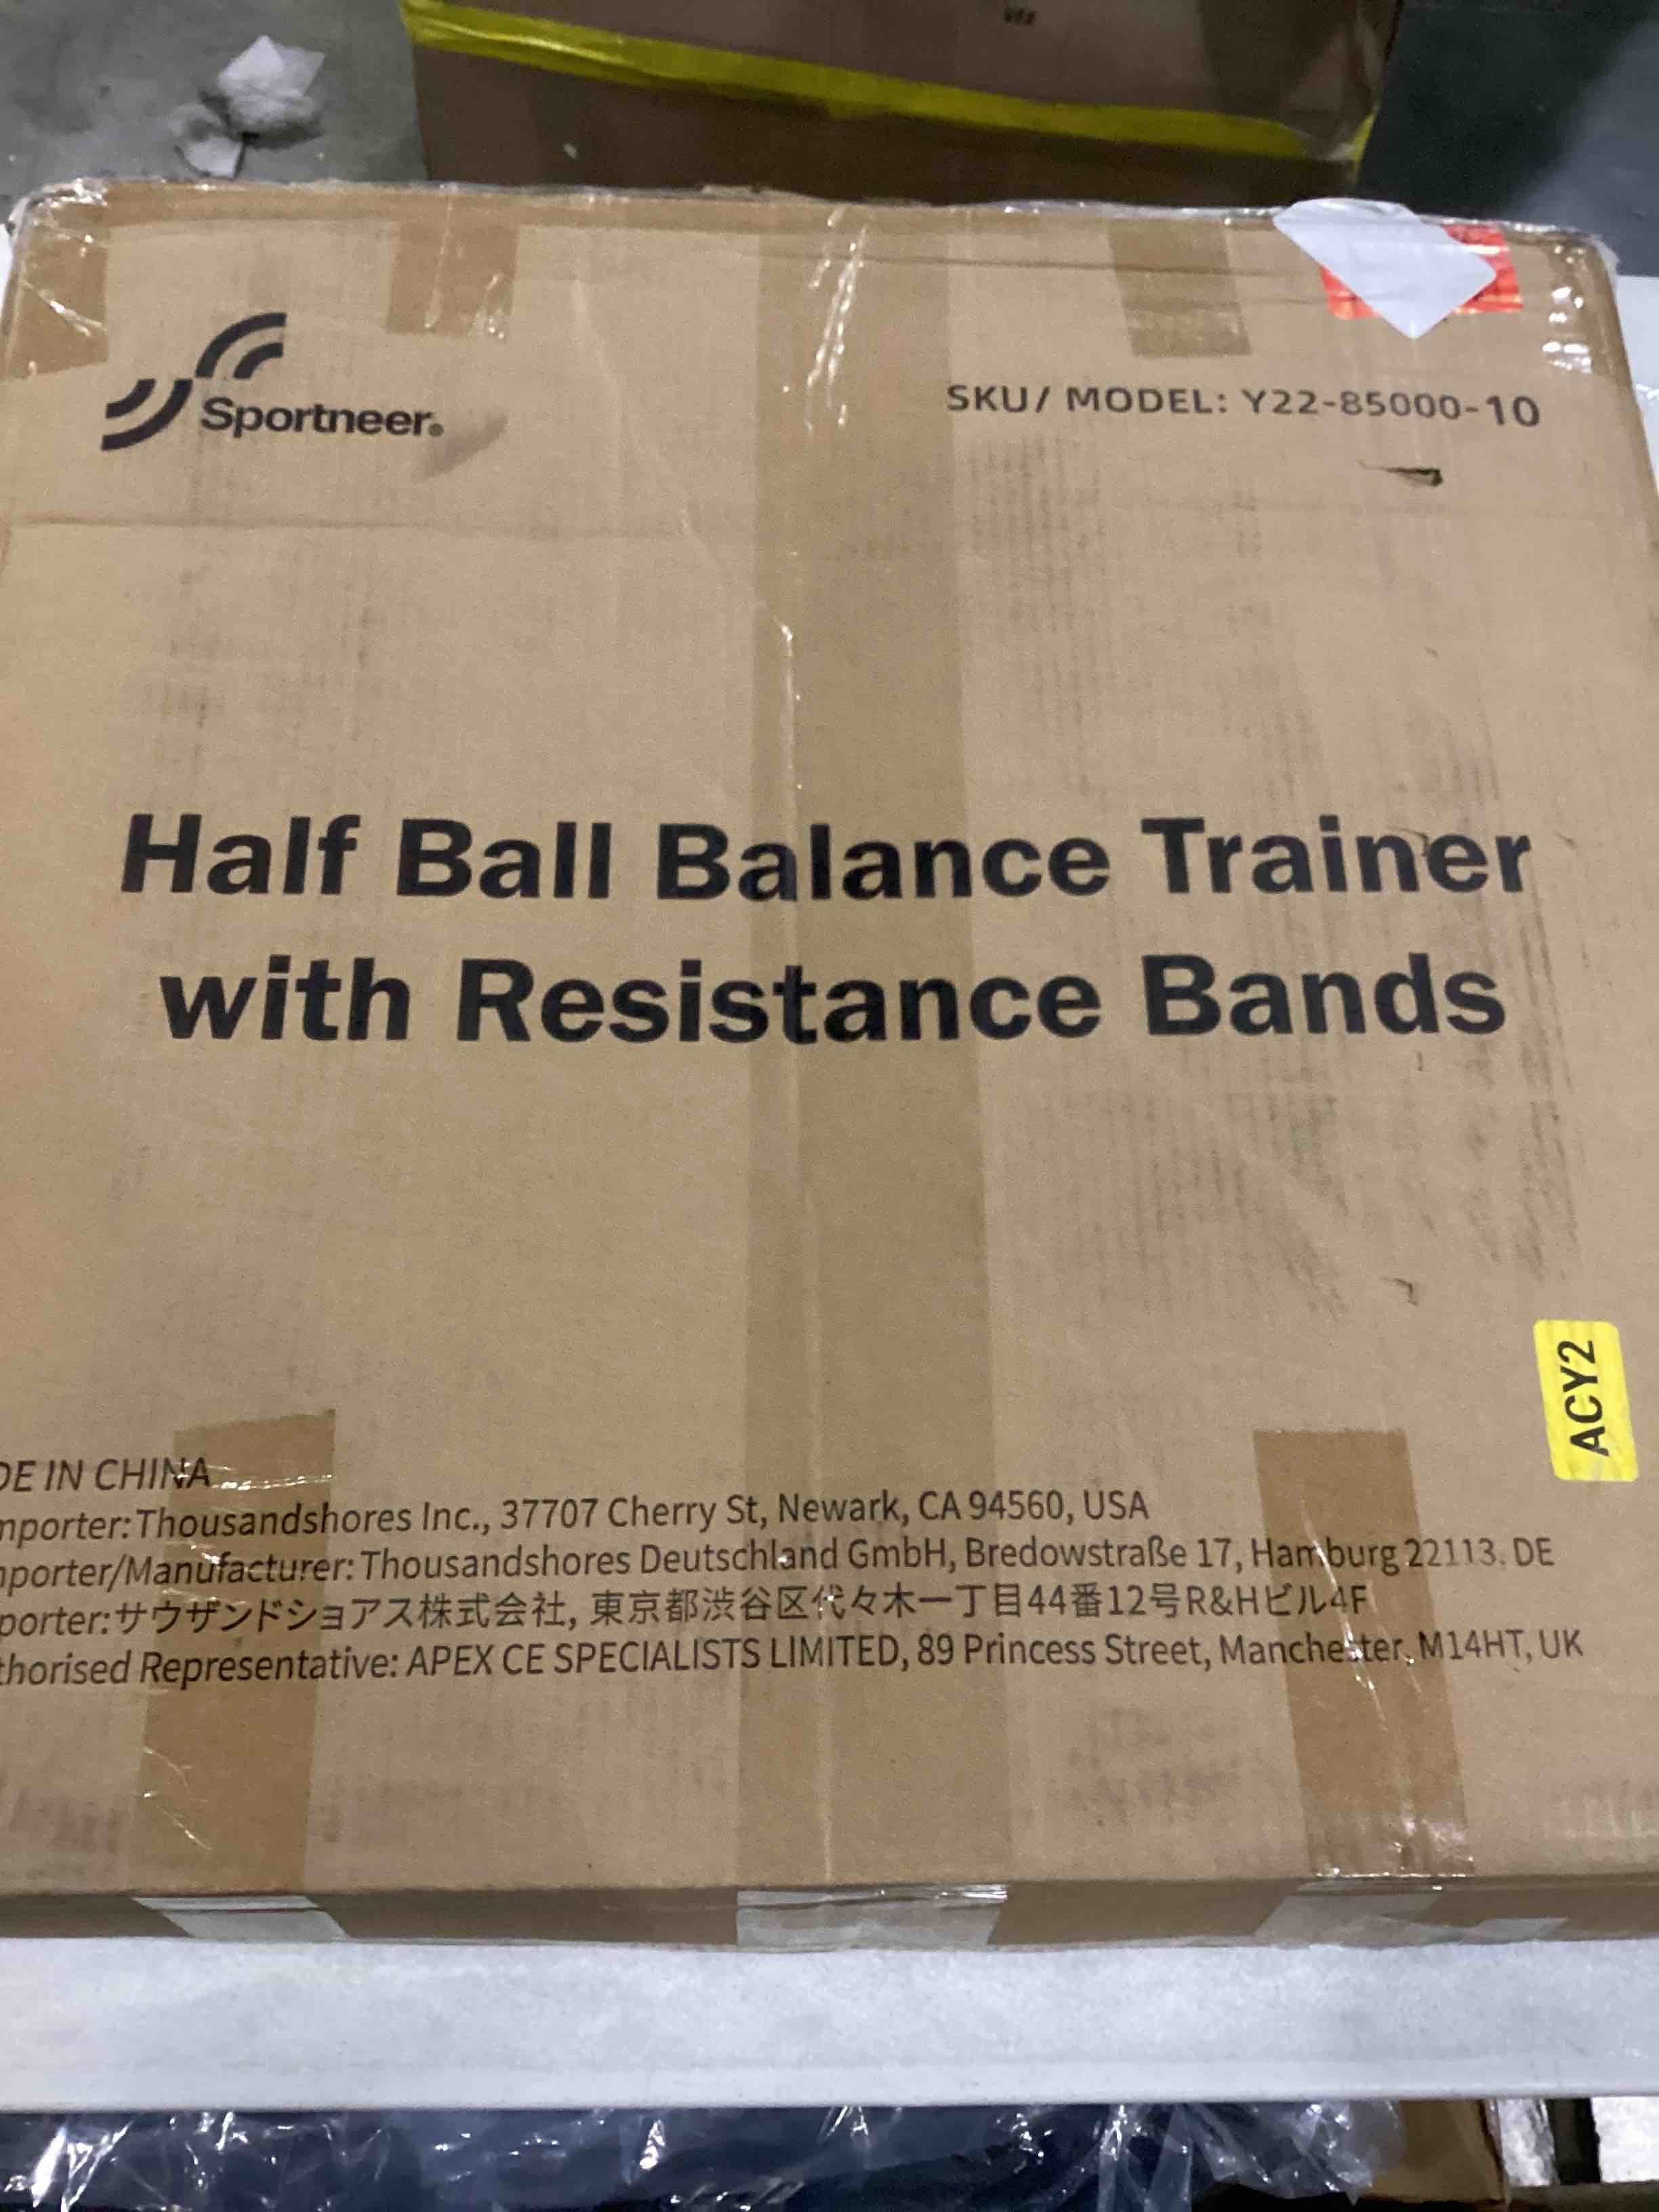 Sportneer®
SKU/ MODEL: Y22-85000-10
Half Ball Balance Trainer
with Resistance Bands
ACY2
DE IN CHINA
mporter: Thousandshores Inc., 37707 Cherry St, Newark, CA 94560, USA
mporter/Manufacturer: Thousandshores Deutschland GmbH, Bredowstraße 17, Hamburg 22113, DE
porter: サウザンドショアス株式会社, 東京都渋谷区代々木一丁目44番12号R&Hビル4F
thorised Representative: APEX CE SPECIALISTS LIMITED, 89 Princess Street, Manchester, M14HT, UK